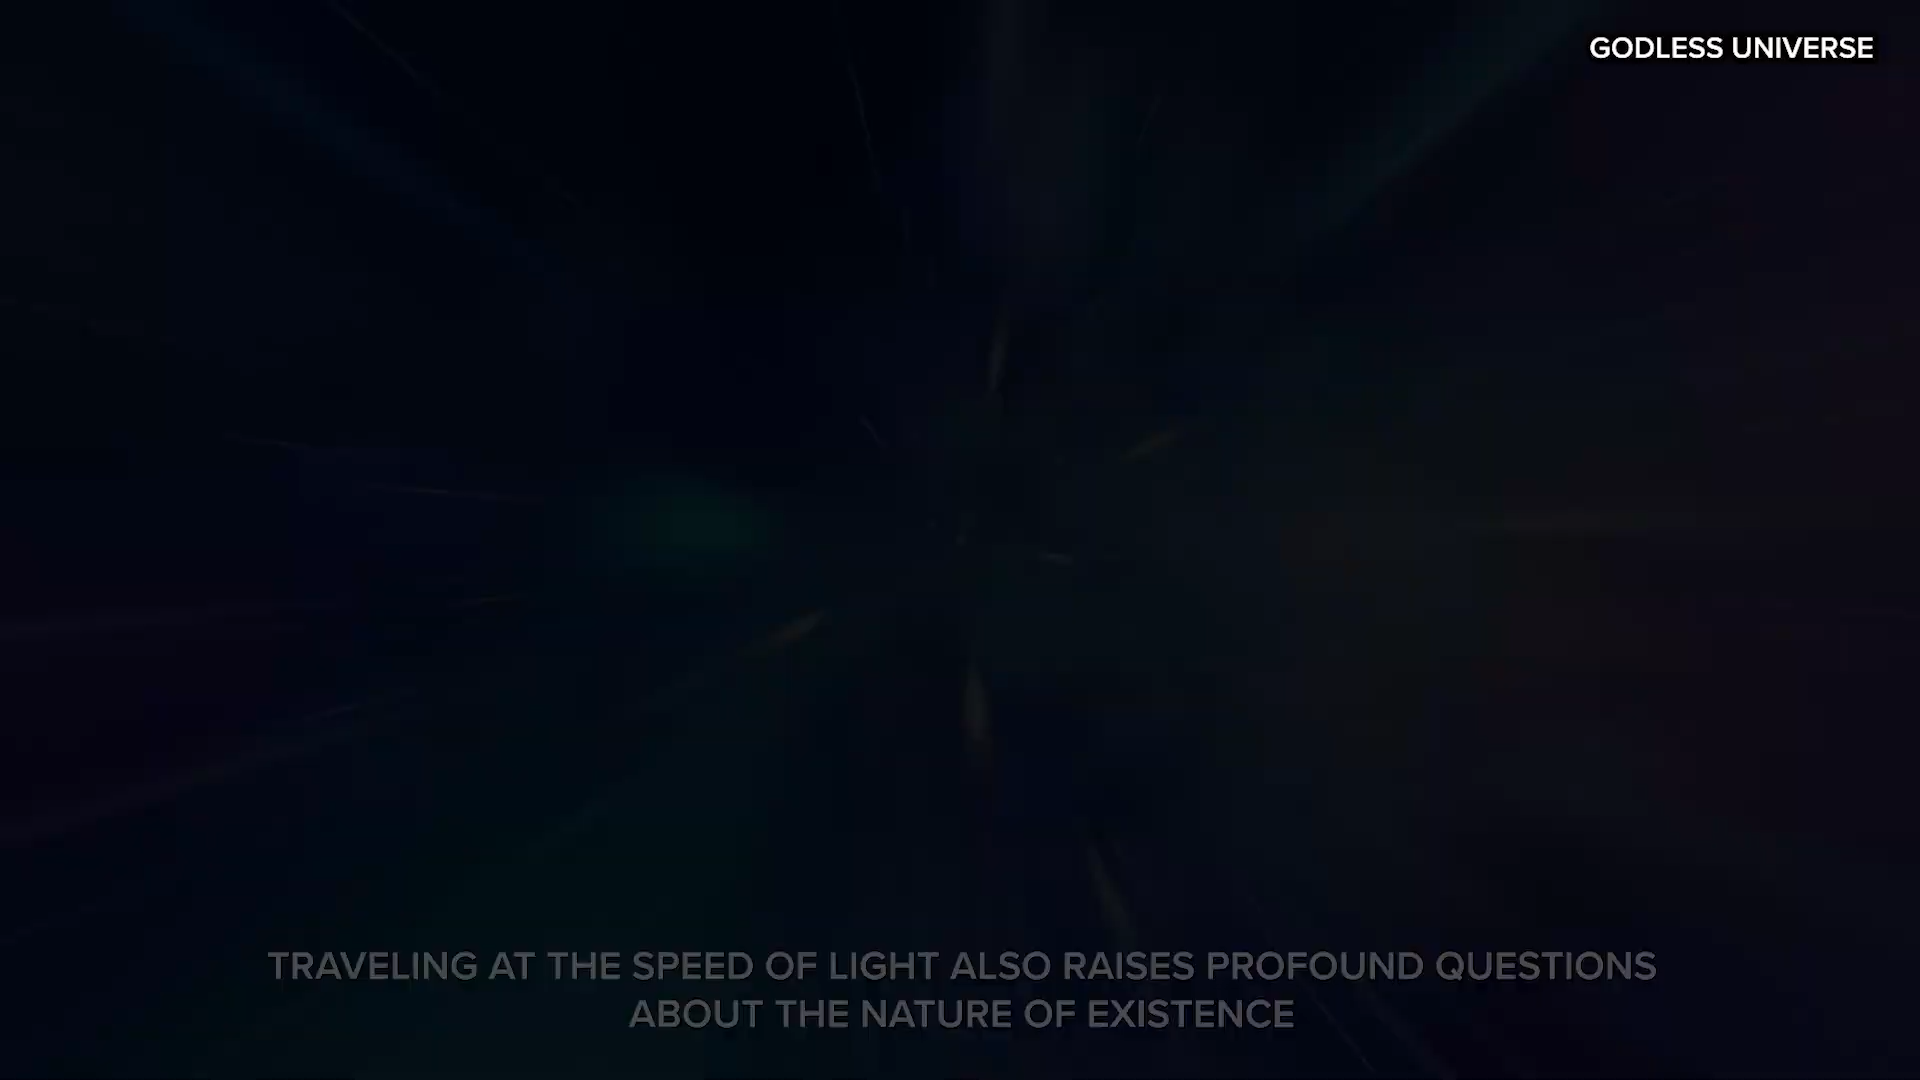 GODLESS UNIVERSE
TRAVELING AT THE SPEED OF LIGHT ALSO RAISES PROFOUND QUESTIONS
ABOUT THE NATURE OF EXISTENCE